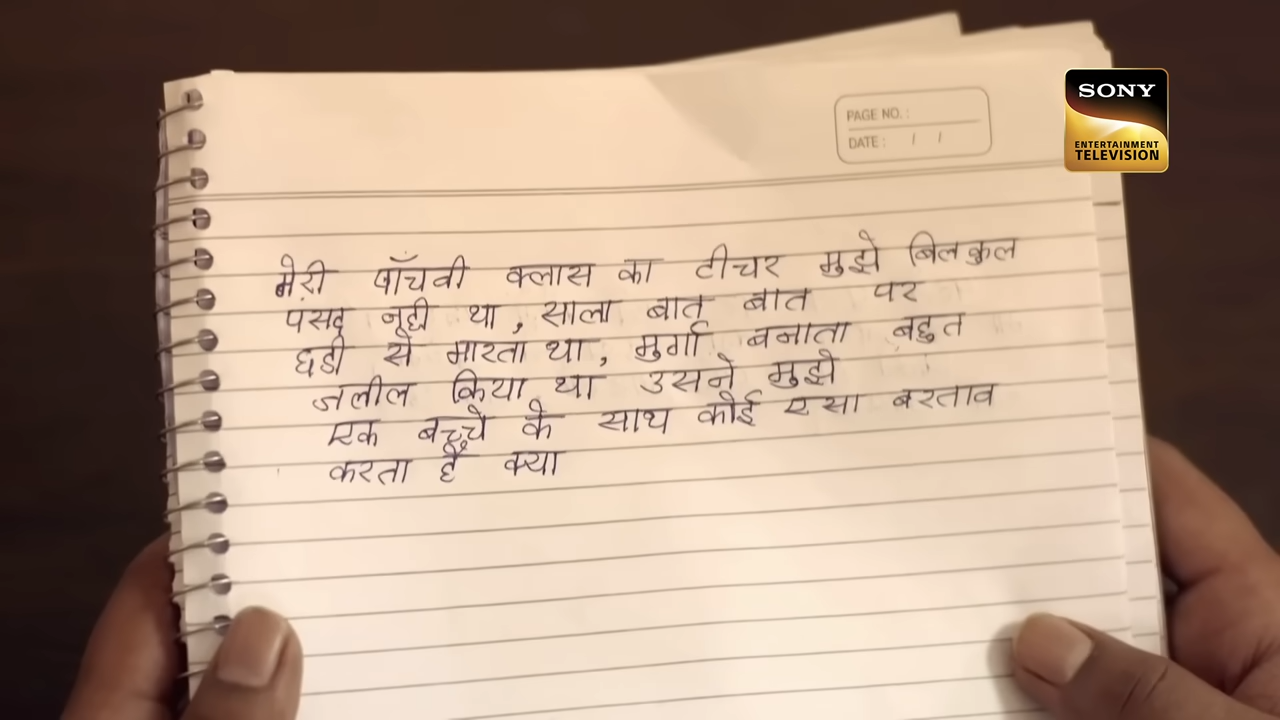 SONY
ENTERTAINMENT
TELEVISION
PAGE NO. :
DATE : / /
मेरी पाँचवी क्लास का टीचर मुझे बिलकुल
पसंद नही था, साला बात बात पर
छडी से मारता था, मुर्गा बनाता बहुत
जलील किया था उसने मुझे
एक बच्चे के साथ कोई एसा बरताव
करता है क्या